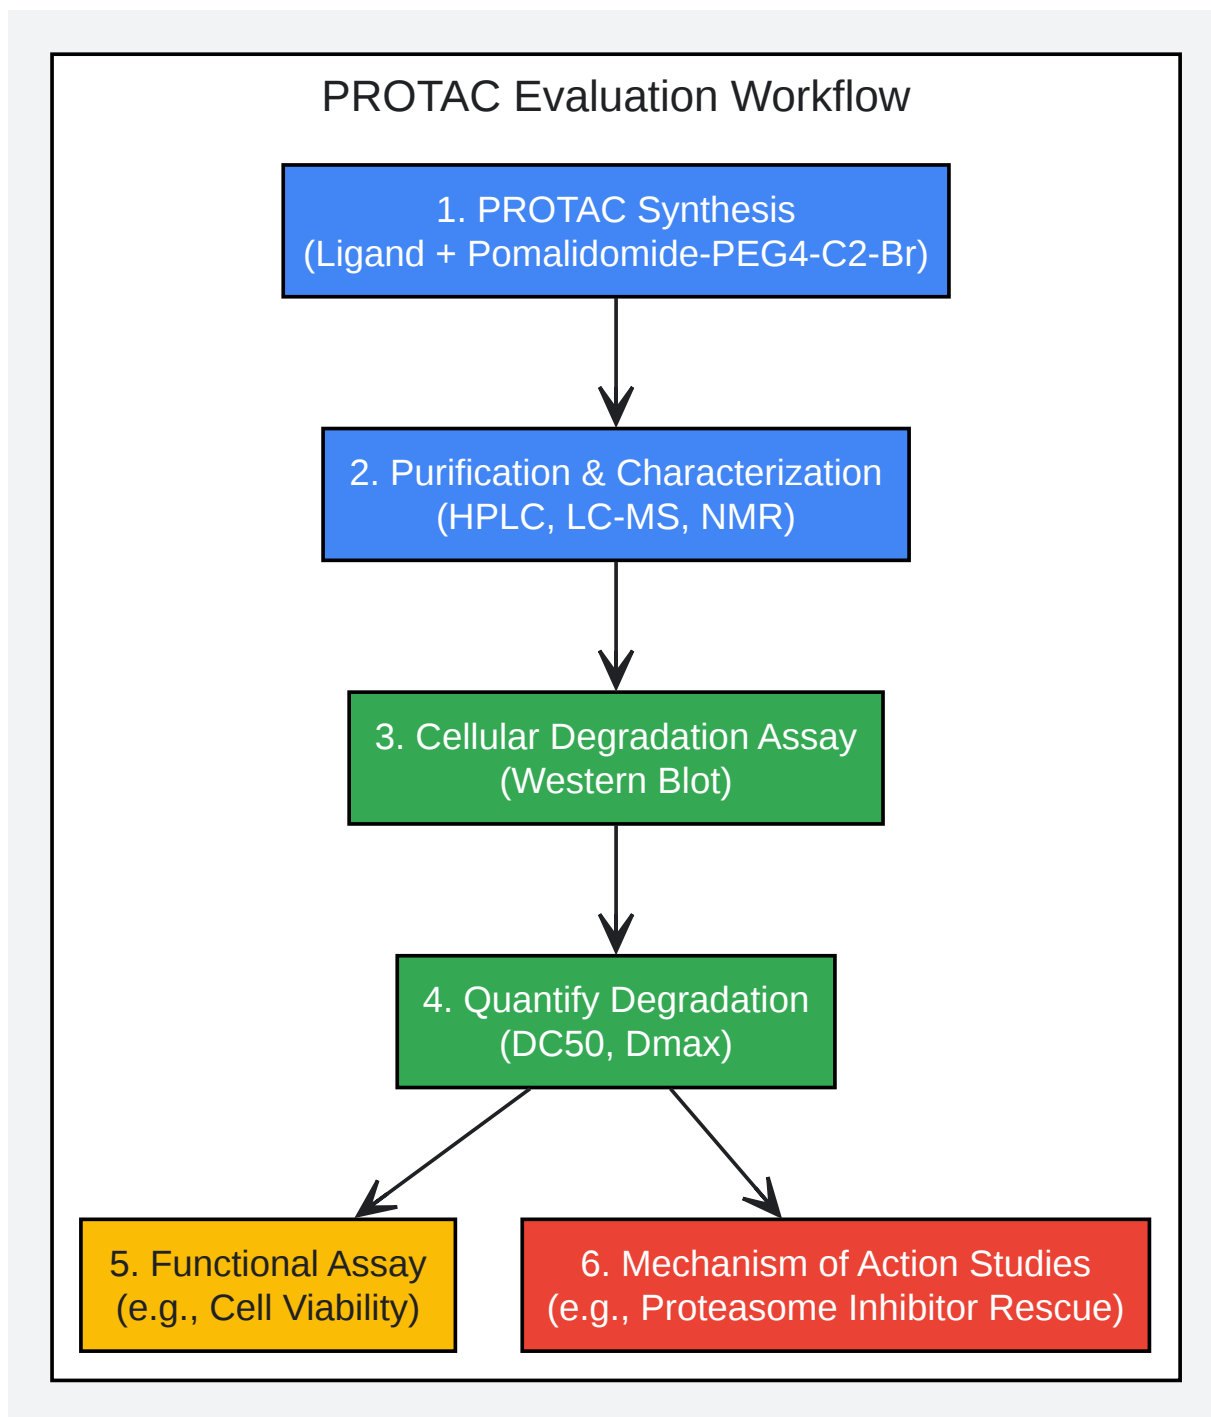 PROTAC Evaluation Workflow
1. PROTAC Synthesis
(Ligand + Pomalidomide-PEG4-C2-Br)
2. Purification & Characterization
(HPLC, LC-MS, NMR)
3. Cellular Degradation Assay
(Western Blot)
4. Quantify Degradation
(DC50, Dmax)
5. Functional Assay
(e.g., Cell Viability)
6. Mechanism of Action Studies
(e.g., Proteasome Inhibitor Rescue)